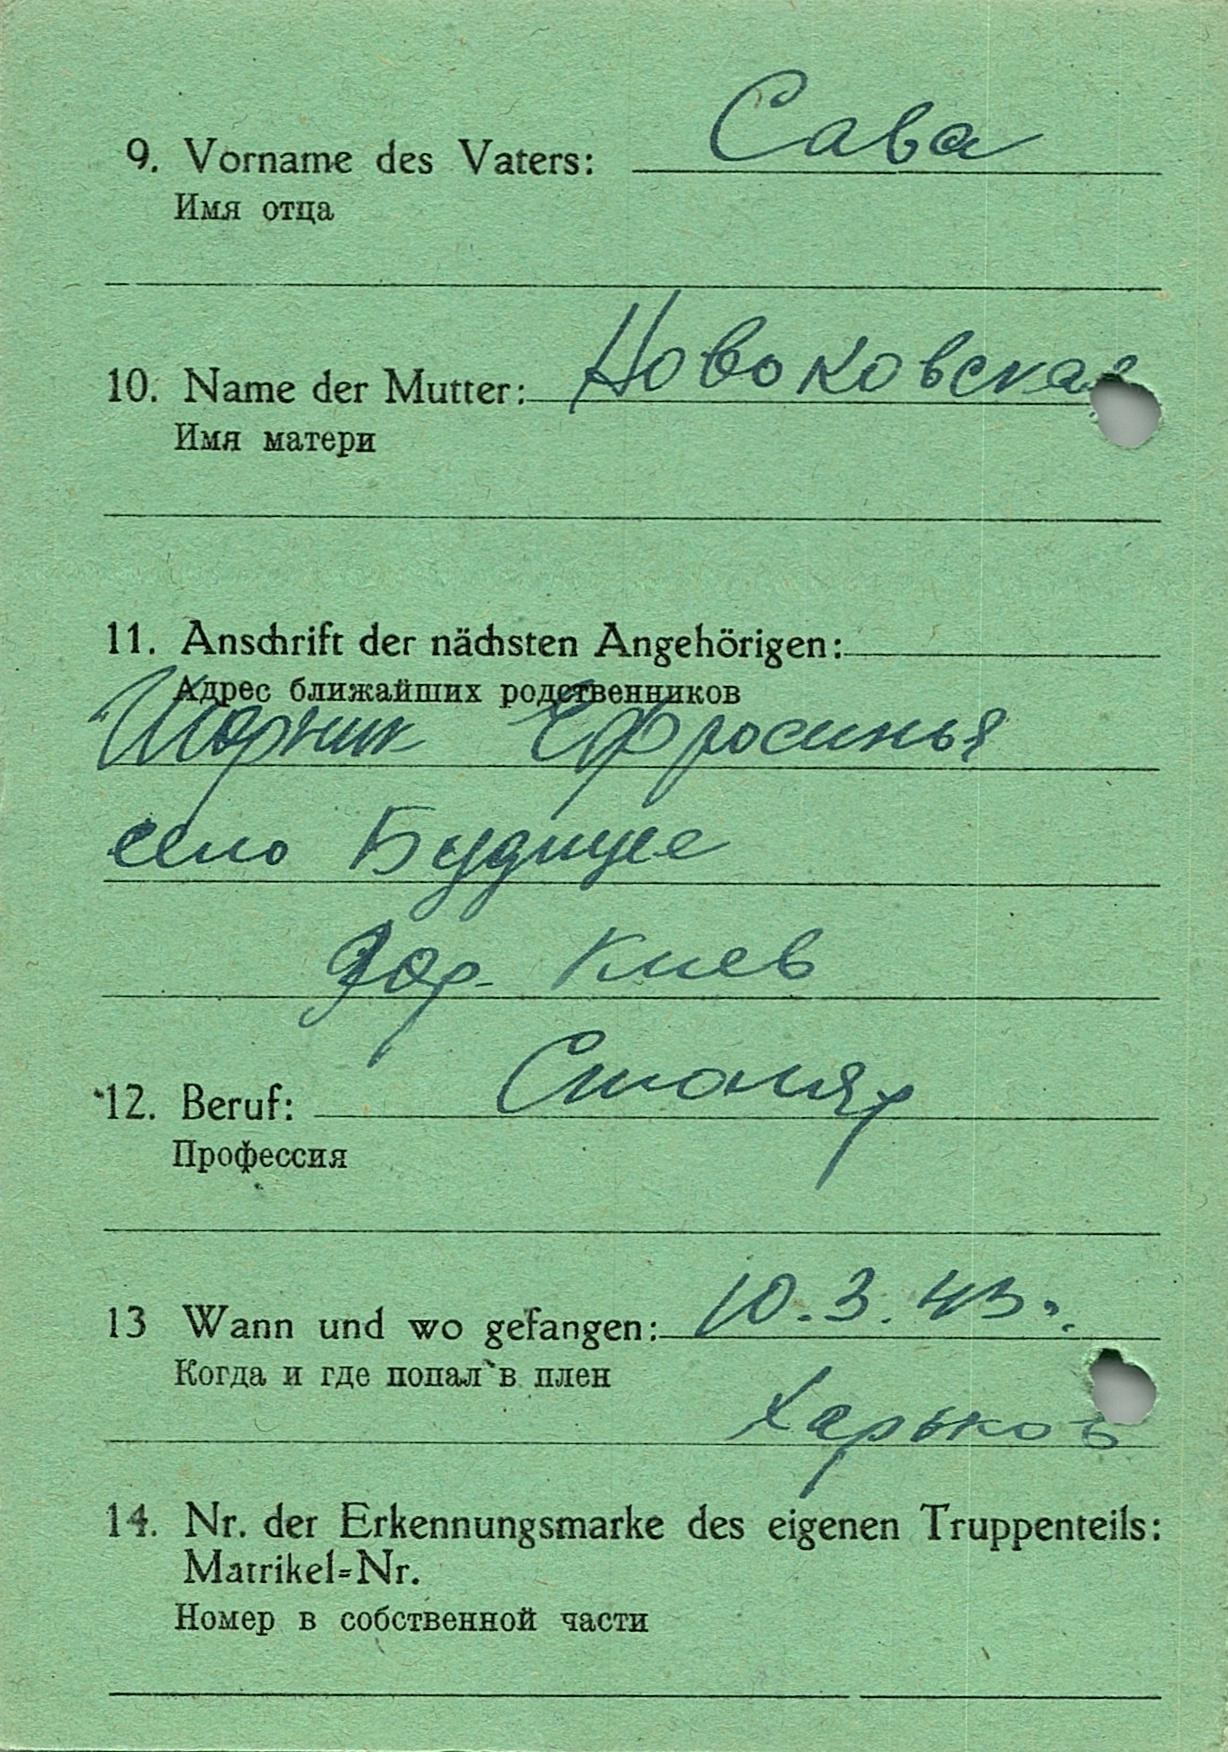 9. Vorname des Vaters: Сава
Имя отца
10. Name der Mutter: Новоковская
Имя матери
11. Anschrift der nächsten Angehörigen:
Адрес ближайших родственников
Ефросинья
село Будище
гор. Киев
12. Beruf: Столяр
Профессия
13 Wann und wo gefangen: 10.3.43г.
Когда и где попал в плен
Харьков
14. Nr. der Erkennungsmarke des eigenen Truppenteils:
Matrikel=Nr.
Номер в собственной части